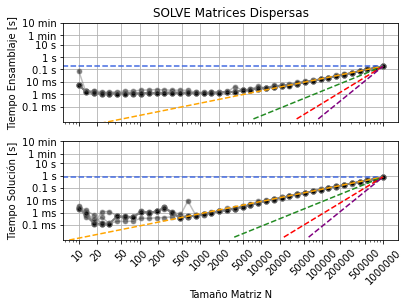 SOLVE Matrices Dispersas
Tiempo Ensamblaje [s]
10 min
1 min
10 s
1 s
0.1 s
10 ms
1 ms
0.1 ms
Tiempo Solución [s]
10 min
1 min
10 s
1 s
0.1 s
10 ms
1 ms
0.1 ms
10 20 50 100 200 500 1000 2000 5000 10000 20000 50000 100000 200000 500000 1000000
Tamaño Matriz N